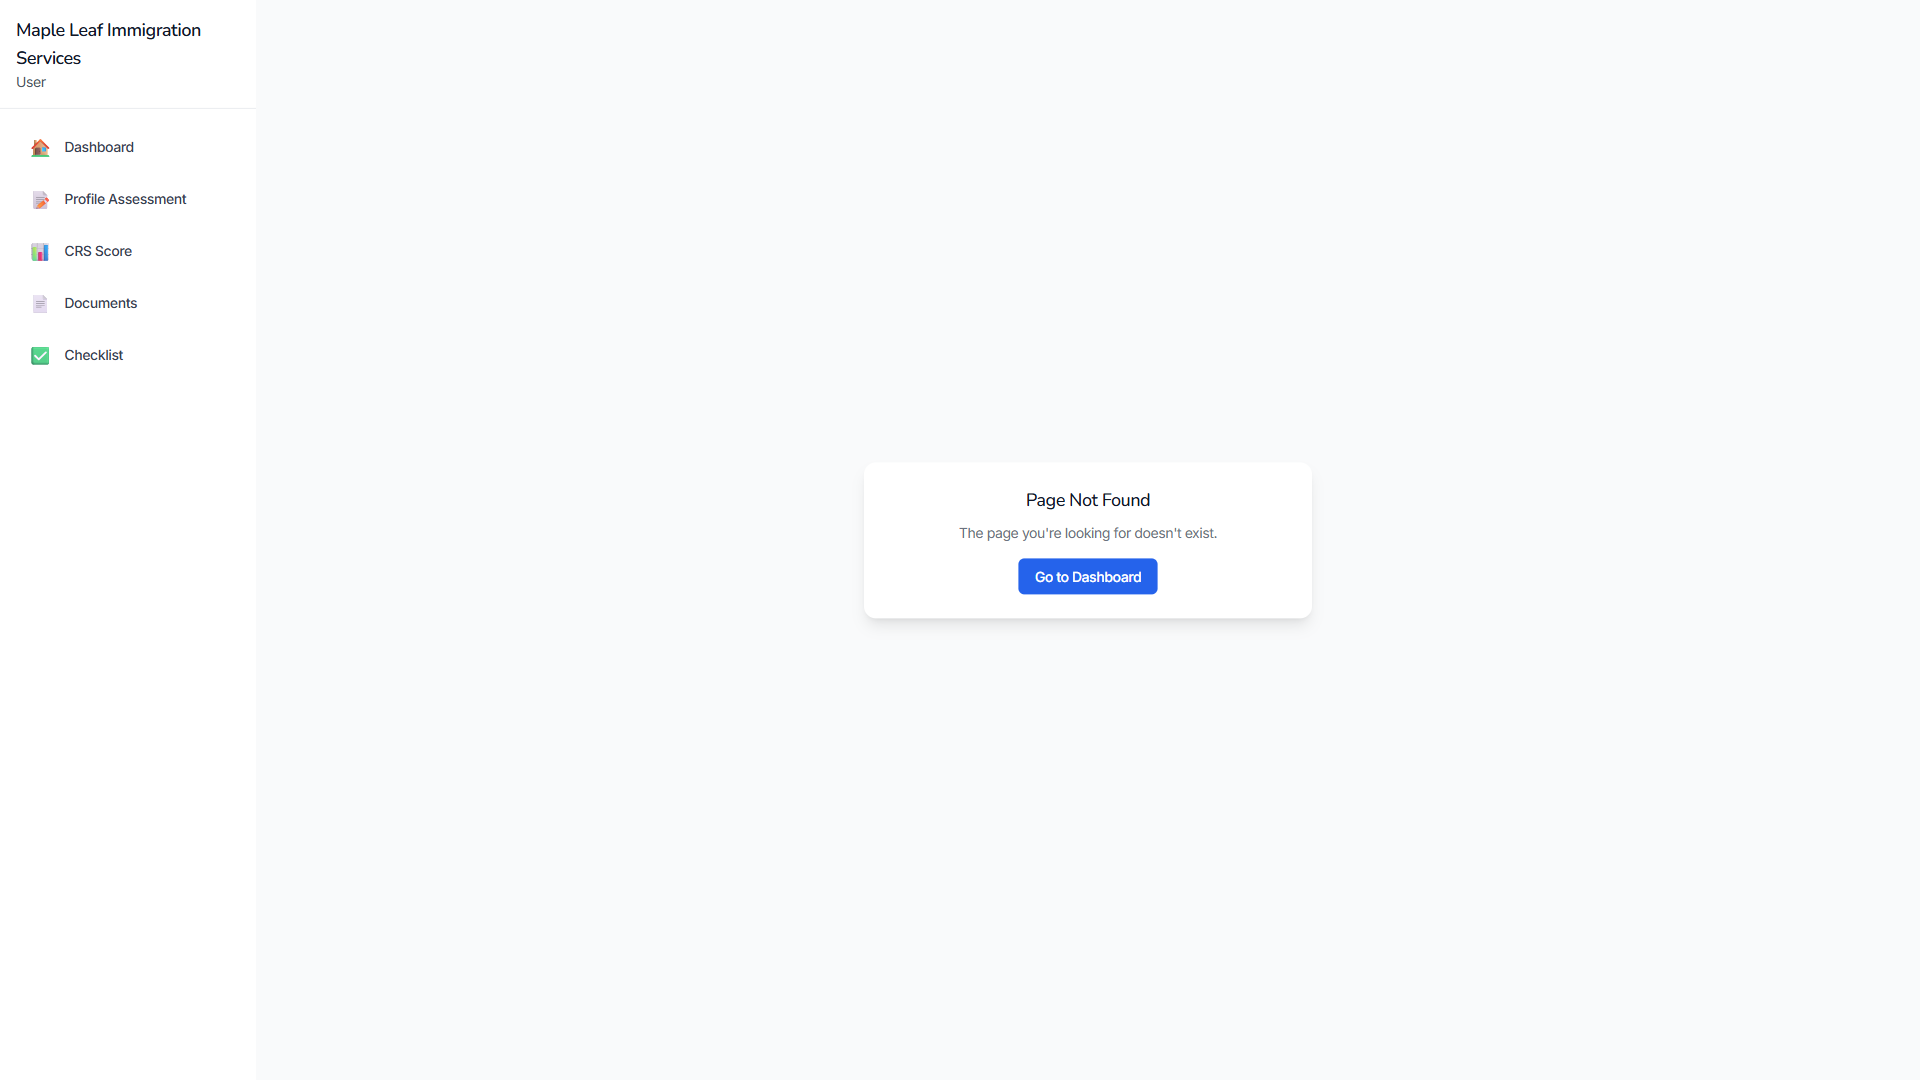 Maple Leaf Immigration
Services
User
Dashboard
Profile Assessment
CRS Score
Documents
Checklist
Page Not Found
The page you're looking for doesn't exist.
Go to Dashboard